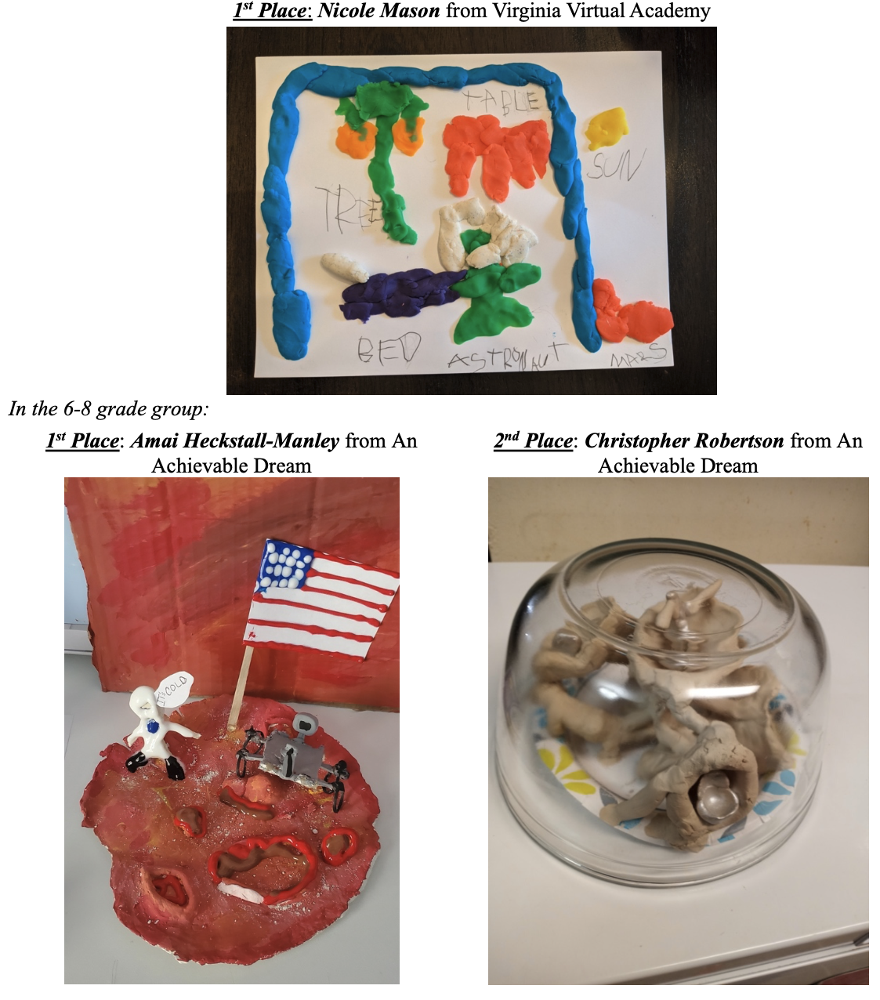 1st Place: Nicole Mason from Virginia Virtual Academy
TABLE
SUN
TREE
BED
ASTRONAUT
MARS
In the 6-8 grade group:
1st Place: Amai Heckstall-Manley from An
Achievable Dream
2nd Place: Christopher Robertson from An
Achievable Dream
IT'S COLD